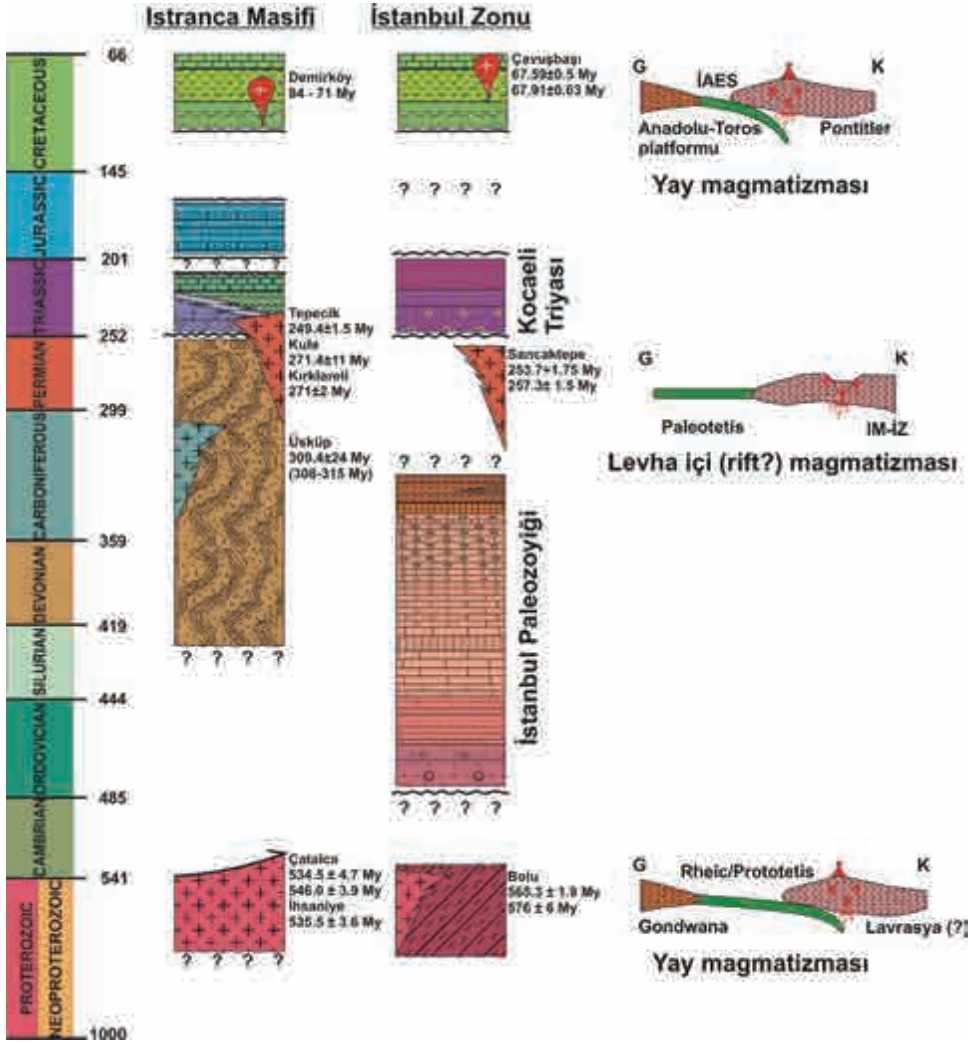 Istranca Masifi
İstanbul Zonu
66
145
201
252
299
359
419
444
485
541
1000
CRETACEOUS
JURASSIC
TRIASSIC
PERMIAN
CARBONIFEROUS
DEVONIAN
SILURIAN
ORDOVICIAN
CAMBRIAN
PROTEROZOIC
NEOPROTEROZOIC
Demirköy
84 - 71 My
? ? ? ?
Tepecik
249.4±1.5 My
Kule
271.4±11 My
Kırklareli
271±2 My
Üsküp
309.4±24 My
(306-315 My)
? ? ? ?
Çatalca
534.5 ± 4.7 My
546.0 ± 3.9 My
İhsaniye
535.5 ± 3.6 My
? ? ? ?
Çavuşbaşı
67.59±0.5 My
67.91±0.63 My
? ? ? ?
Kocaeli
Triyası
Sancaktepe
253.7+1.75 My
257.3± 1.5 My
? ? ? ?
İstanbul Paleozoyiği
? ? ? ?
Bolu
565.3 ± 1.9 My
576 ± 6 My
G
K
İAES
Anadolu-Toros
platformu
Pontitler
Yay magmatizması
G
K
Paleotetis
IM-İZ
Levha içi (rift?) magmatizması
G
K
Rheic/Prototetis
Gondwana
Lavrasya (?)
Yay magmatizması